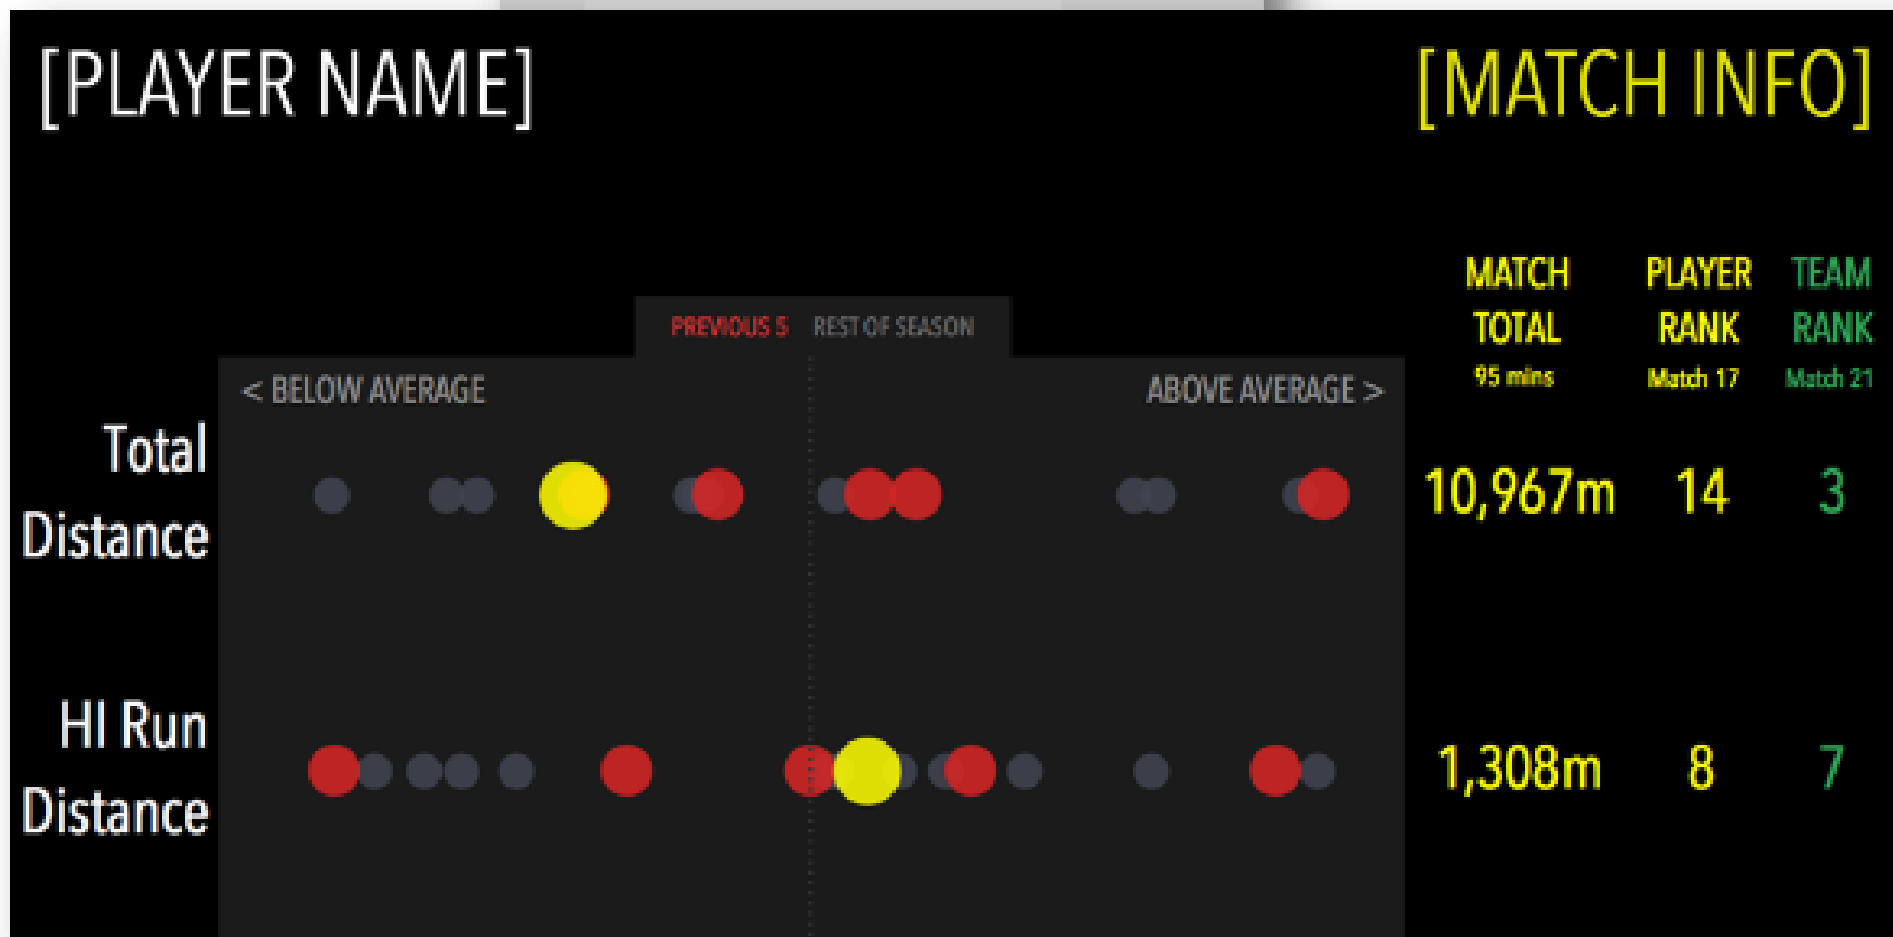 [PLAYER NAME]
[MATCH INFO]
MATCH
TOTAL
95 mins
PLAYER
RANK
Match 17
TEAM
RANK
Match 21
PREVIOUS 5
REST OF SEASON
< BELOW AVERAGE
ABOVE AVERAGE >
Total
Distance
10,967m
14
3
HI Run
Distance
1,308m
8
7